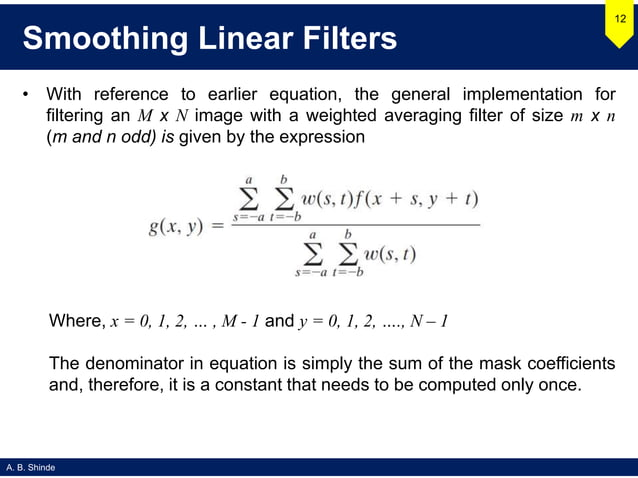 12
Smoothing Linear Filters
• With reference to earlier equation, the general implementation for
filtering an M x N image with a weighted averaging filter of size m x n
(m and n odd) is given by the expression
g(x, y) = \frac{\sum_{s=-a}^{a} \sum_{t=-b}^{b} w(s, t)f(x + s, y + t)}{\sum_{s=-a}^{a} \sum_{t=-b}^{b} w(s, t)}
Where, x = 0, 1, 2, ... , M - 1 and y = 0, 1, 2, ...., N – 1
The denominator in equation is simply the sum of the mask coefficients
and, therefore, it is a constant that needs to be computed only once.
A. B. Shinde